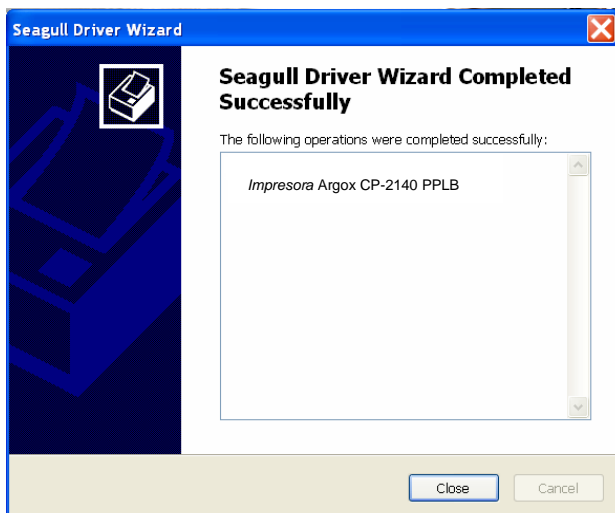 Seagull Driver Wizard
Seagull Driver Wizard Completed
Successfully
The following operations were completed successfully:
Impresora Argox CP-2140 PPLB
Close
Cancel